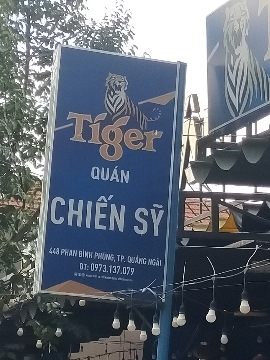 Tiger
QUÁN
CHIẾN SỸ
448 PHAN ĐÌNH PHÙNG, TP. QUẢNG NGÃI
ĐT: 0973.137.079